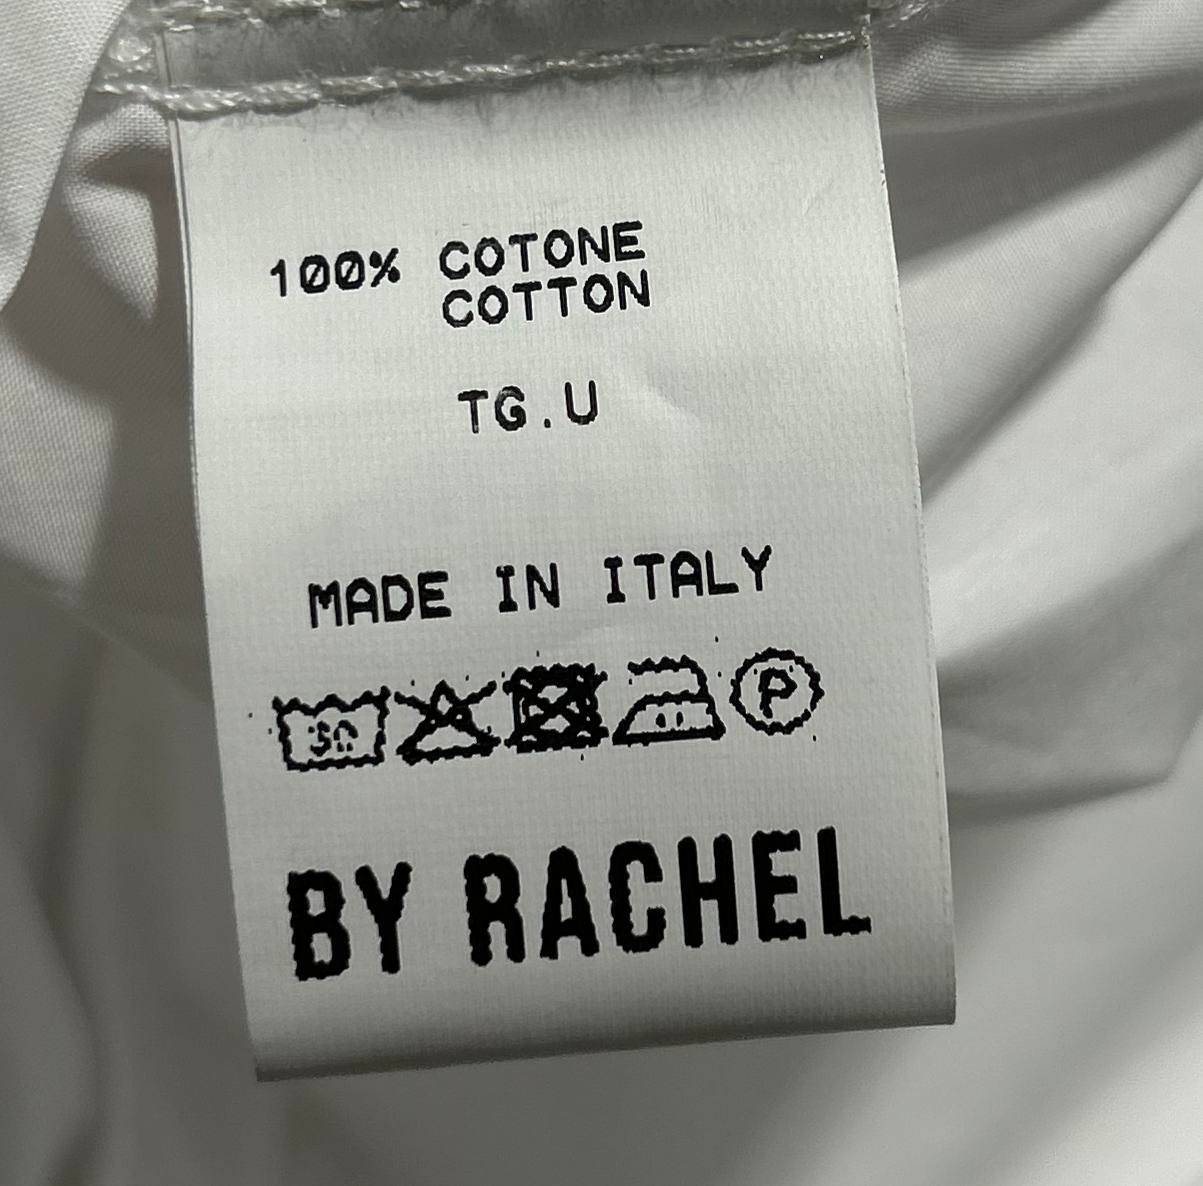 100% COTONE
COTTON
TG.U
MADE IN ITALY
P
BY RACHEL